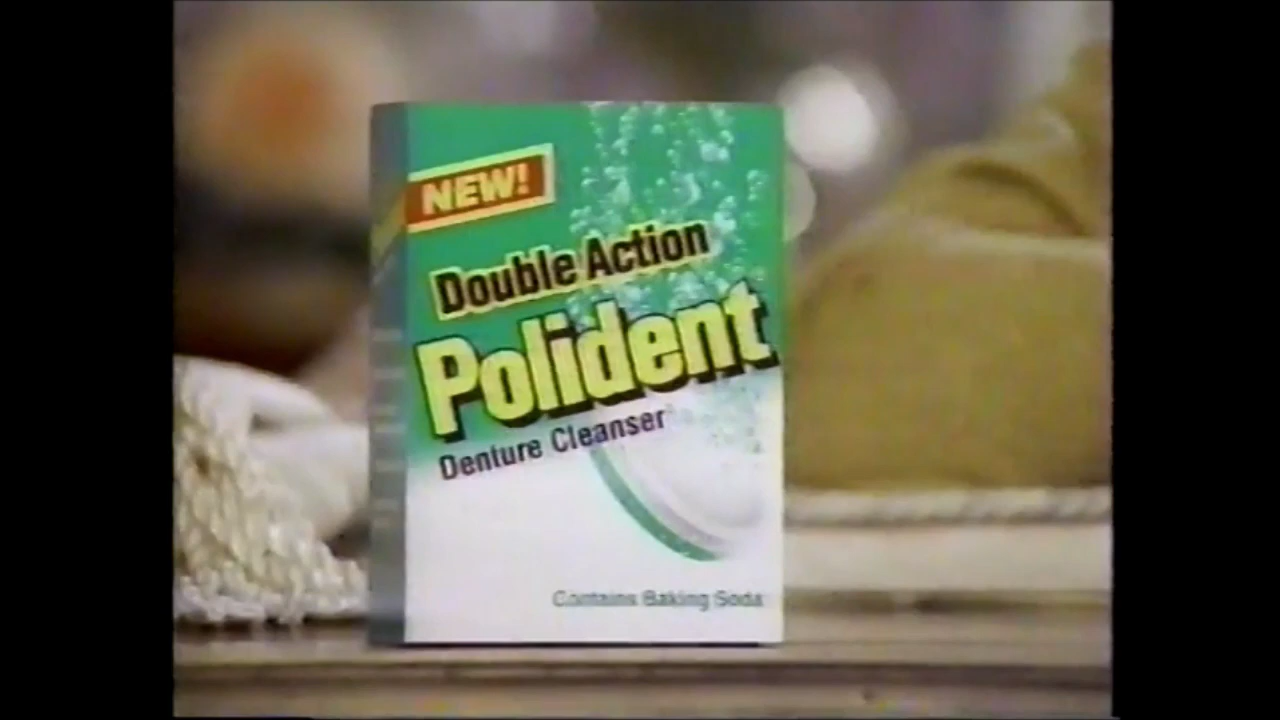 NEW!
Double Action
Polident
Denture Cleanser
Contains Baking Soda